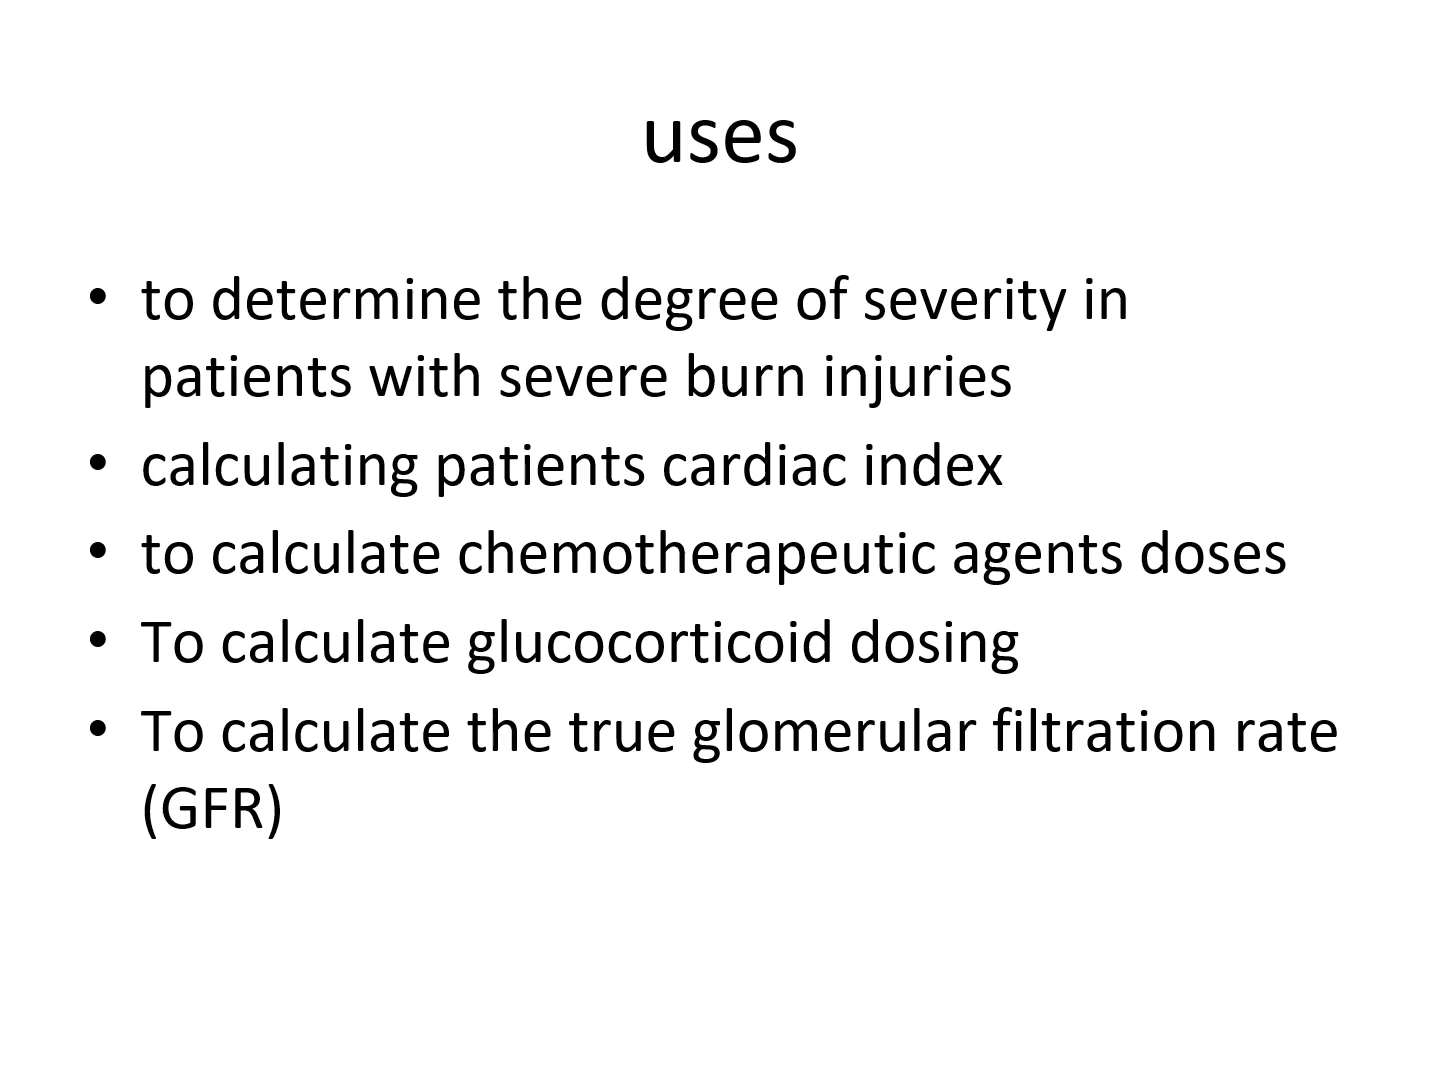 uses
• to determine the degree of severity in
patients with severe burn injuries
• calculating patients cardiac index
• to calculate chemotherapeutic agents doses
• To calculate glucocorticoid dosing
• To calculate the true glomerular filtration rate
(GFR)